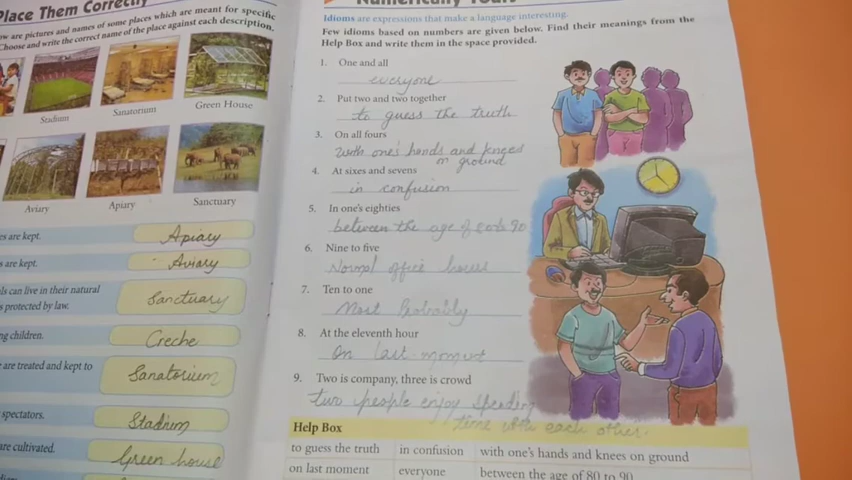 Place Them Correctly
ow are pictures and names of some places which are meant for specific
Choose and write the correct name of the place against each description.
Stadium
Sanatorium
Green House
Aviary
Apiary
Sanctuary
es are kept.
Apiary
s are kept.
Aviary
ls can live in their natural
s protected by law.
Sanctuary
ng children.
Creche
are treated and kept to
Sanatorium
spectators.
Stadium
are cultivated.
Green house
Numerically Yours
Idioms are expressions that make a language interesting.
Few idioms based on numbers are given below. Find their meanings from the
Help Box and write them in the space provided.
1. One and all
everyone
2. Put two and two together
to guess the truth
3. On all fours
with one's hands and knees
on ground
4. At sixes and sevens
in confusion
5. In one's eighties
between the age of 80 to 90
6. Nine to five
Normal office hours
7. Ten to one
Most Probably
8. At the eleventh hour
On last moment
9. Two is company, three is crowd
two people enjoy spending
time with each other.
Help Box
to guess the truth in confusion with one's hands and knees on ground
on last moment everyone between the age of 80 to 90